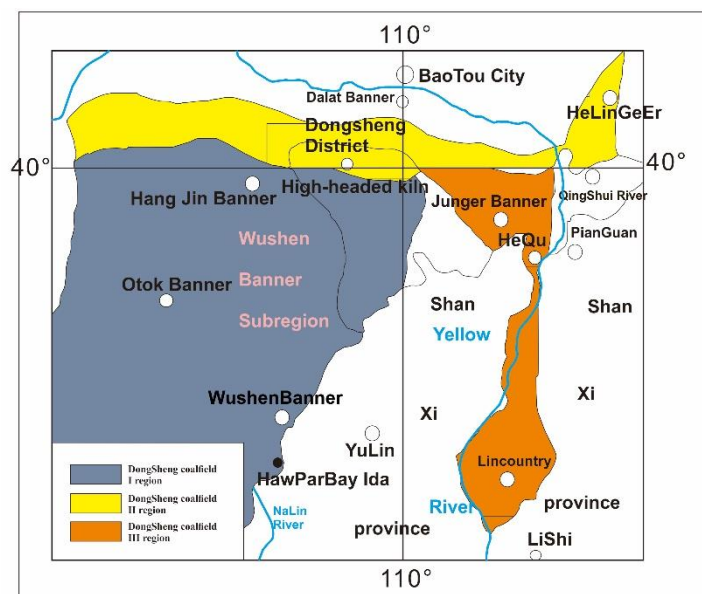 110°
BaoTou City
Dalat Banner
HeLinGeEr
Dongsheng
District
40°
40°
High-headed kiln
Hang Jin Banner
Junger Banner
QingShui River
PianGuan
HeQu
Wushen
Banner
Subregion
Otok Banner
Shan
Shan
Yellow
WushenBanner
Xi
Xi
YuLin
HawParBay Ida
Lincountry
NaLin
River
River
province
province
LiShi
DongSheng coalfield
I region
DongSheng coalfield
II region
DongSheng coalfield
III region
110°